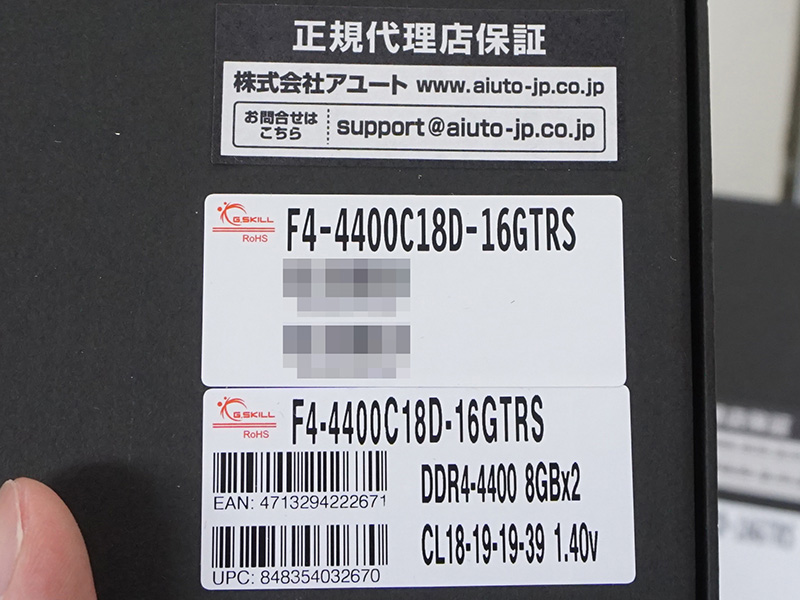 正規代理店保証
株式会社アユート www.aiuto-jp.co.jp
お問合せは
こちら
support@aiuto-jp.co.jp
G.SKILL
RoHS
F4-4400C18D-16GTRS
G.SKILL
RoHS
F4-4400C18D-16GTRS
EAN: 4713294222671
DDR4-4400 8GBx2
UPC: 848354032670
CL18-19-19-39 1.40v